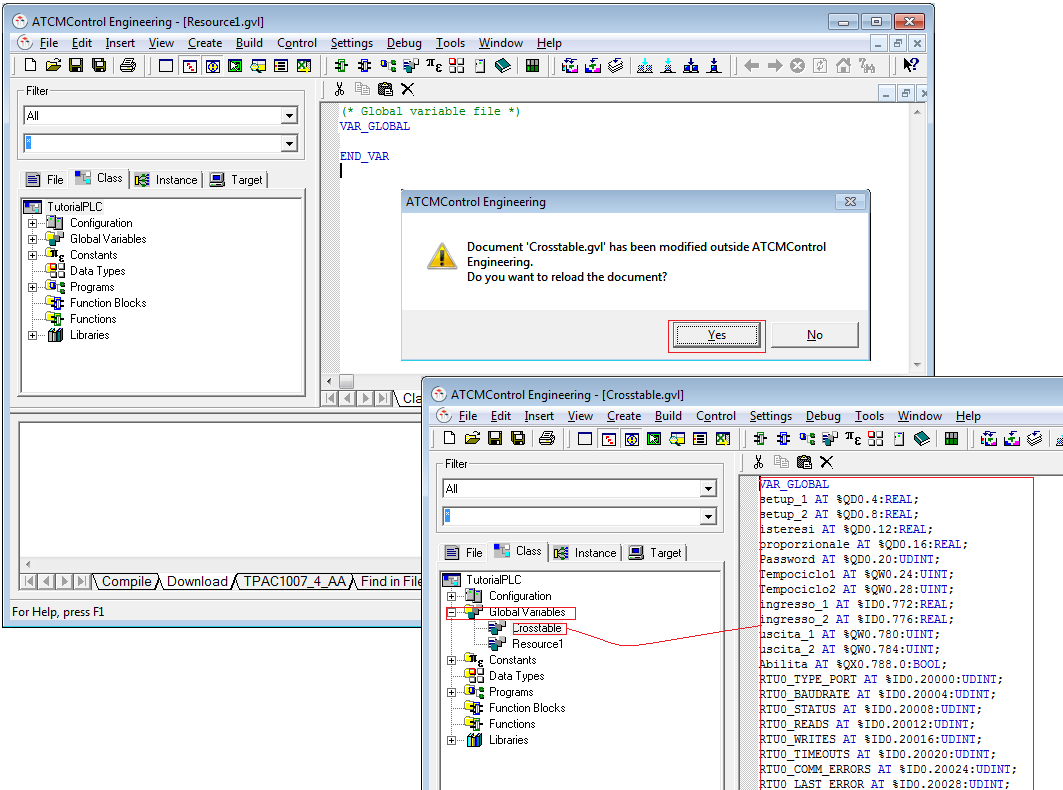 ATCMControl Engineering - [Resource1.gvl]
File Edit Insert View Create Build Control Settings Debug Tools Window Help
Filter
All
*
File Class Instance Target
TutorialPLC
Configuration
Global Variables
Constants
Data Types
Programs
Function Blocks
Functions
Libraries
(* Global variable file *)
VAR_GLOBAL
END_VAR
ATCMControl Engineering
Document 'Crosstable.gvl' has been modified outside ATCMControl
Engineering.
Do you want to reload the document?
Yes No
Cla
Compile Download TPAC1007_4_AA Find in File
For Help, press F1
ATCMControl Engineering - [Crosstable.gvl]
File Edit Insert View Create Build Control Settings Debug Tools Window Help
Filter
All
*
File Class Instance Target
TutorialPLC
Configuration
Global Variables
Crosstable
Resource1
Constants
Data Types
Programs
Function Blocks
Functions
Libraries
VAR_GLOBAL
setup_1 AT %QD0.4:REAL;
setup_2 AT %QD0.8:REAL;
isteresi AT %QD0.12:REAL;
proporzionale AT %QD0.16:REAL;
Password AT %QD0.20:UDINT;
Tempociclo1 AT %QW0.24:UINT;
Tempociclo2 AT %QW0.28:UINT;
ingresso_1 AT %ID0.772:REAL;
ingresso_2 AT %ID0.776:REAL;
uscita_1 AT %QW0.780:UINT;
uscita_2 AT %QW0.784:UINT;
Abilita AT %QX0.788.0:BOOL;
RTU0_TYPE_PORT AT %ID0.20000:UDINT;
RTU0_BAUDRATE AT %ID0.20004:UDINT;
RTU0_STATUS AT %ID0.20008:UDINT;
RTU0_READS AT %ID0.20012:UDINT;
RTU0_WRITES AT %ID0.20016:UDINT;
RTU0_TIMEOUTS AT %ID0.20020:UDINT;
RTU0_COMM_ERRORS AT %ID0.20024:UDINT;
RTU0_LAST_ERROR AT %ID0.20028:UDINT;